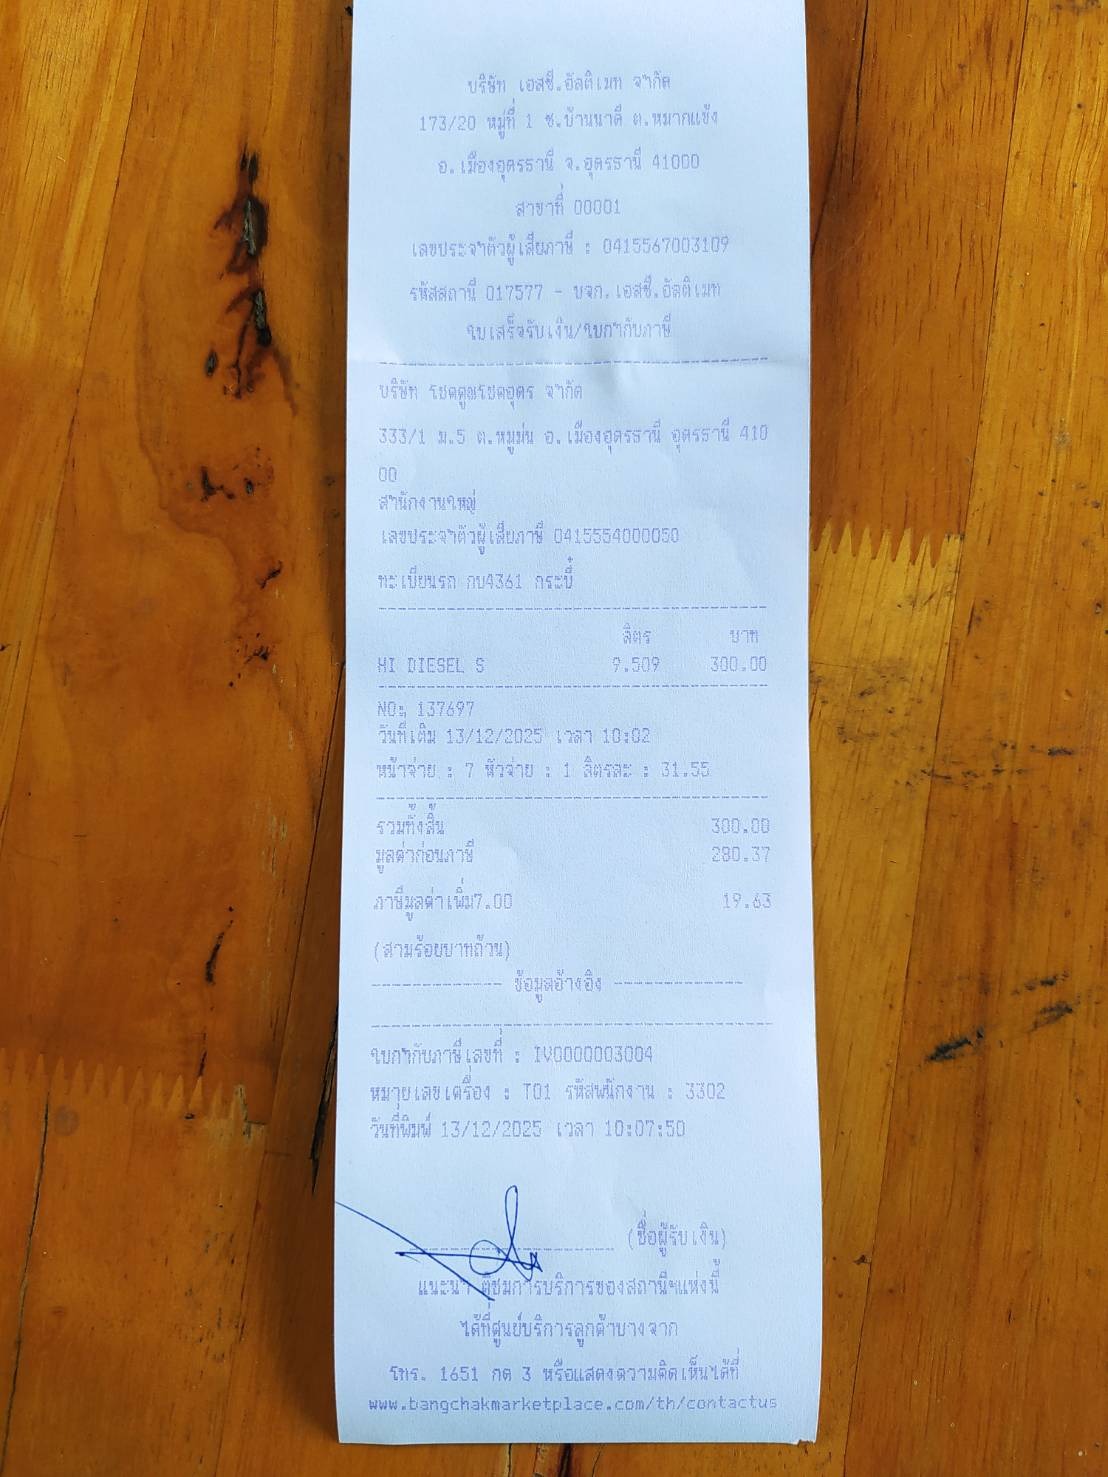 บริษัท เอสซี.อัลติเมท จำกัด
173/20 หมู่ที่ 1 ซ.บ้านนาดี ต.หมากแข้ง
อ.เมืองอุดรธานี จ.อุดรธานี 41000
สาขาที่ 00001
เลขประจำตัวผู้เสียภาษี : 0415567003109
รหัสสถานี 017577 - บจก.เอสซี.อัลติเมท
ใบเสร็จรับเงิน/ใบกำกับภาษี
บริษัท โชคคูณโชคอุดร จำกัด
333/1 ม.5 ต.หมูม่น อ.เมืองอุดรธานี อุดรธานี 410
00
สำนักงานใหญ่
เลขประจำตัวผู้เสียภาษี 0415554000050
ทะเบียนรถ กบ4361 กระบี่
ลิตร บาท
HI DIESEL S 9.509 300.00
NO: 137697
วันที่เติม 13/12/2025 เวลา 10:02
หน้าจ่าย : 7 หัวจ่าย : 1 ลิตรละ : 31.55
รวมทั้งสิ้น 300.00
มูลค่าก่อนภาษี 280.37
ภาษีมูลค่าเพิ่ม7.00 19.63
(สามร้อยบาทถ้วน)
------------- ข้อมูลอ้างอิง -------------
ใบกำกับภาษีเลขที่ : IV0000003004
หมายเลขเครื่อง : T01 รหัสพนักงาน : 3302
วันที่พิมพ์ 13/12/2025 เวลา 10:07:50
(ชื่อผู้รับเงิน)
แนะนำ ติชมการบริการของสถานีฯแห่งนี้
ได้ที่ศูนย์บริการลูกค้าบางจาก
โทร. 1651 กด 3 หรือแสดงความคิดเห็นได้ที่
www.bangchakmarketplace.com/th/contactus